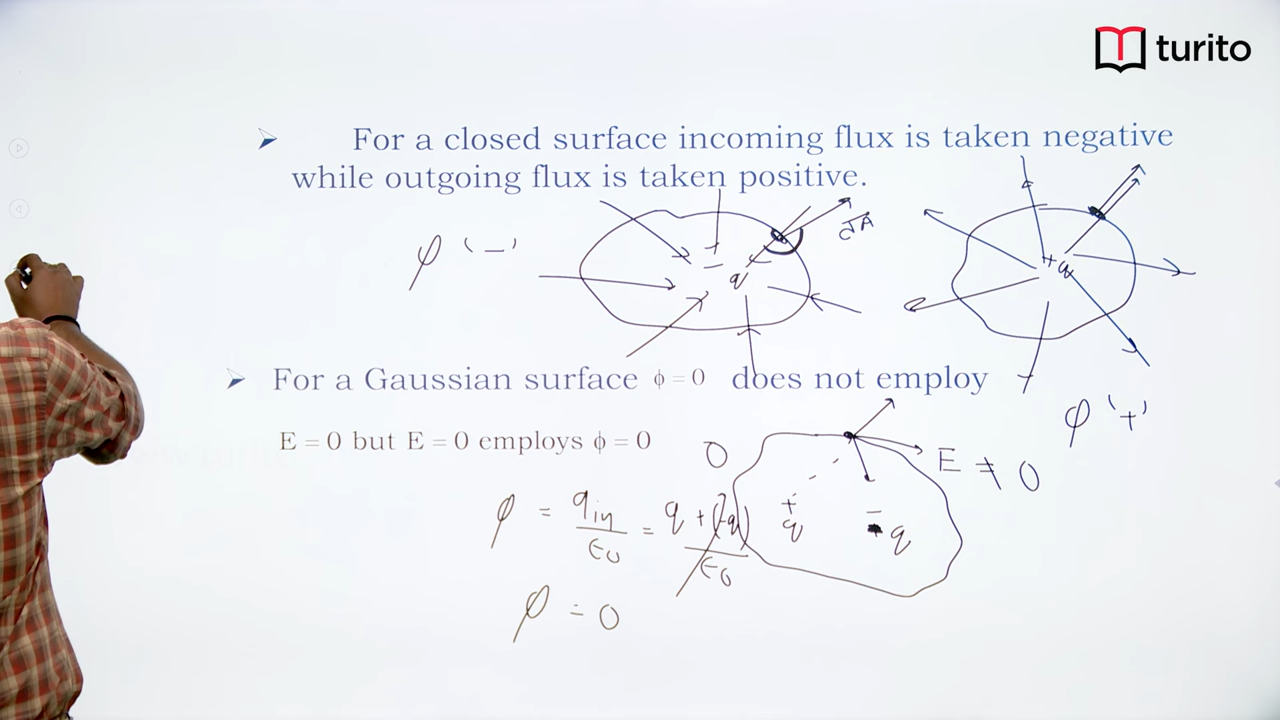 turito
For a closed surface incoming flux is taken negative
while outgoing flux is taken positive.
φ '–'
– q
dA
+q
φ '+'
For a Gaussian surface ϕ = 0 does not employ
E = 0 but E = 0 employs ϕ = 0
0
E ≠ 0
φ = qin/ε0 = q + (-q)/ε0
+ q
– q
φ = 0